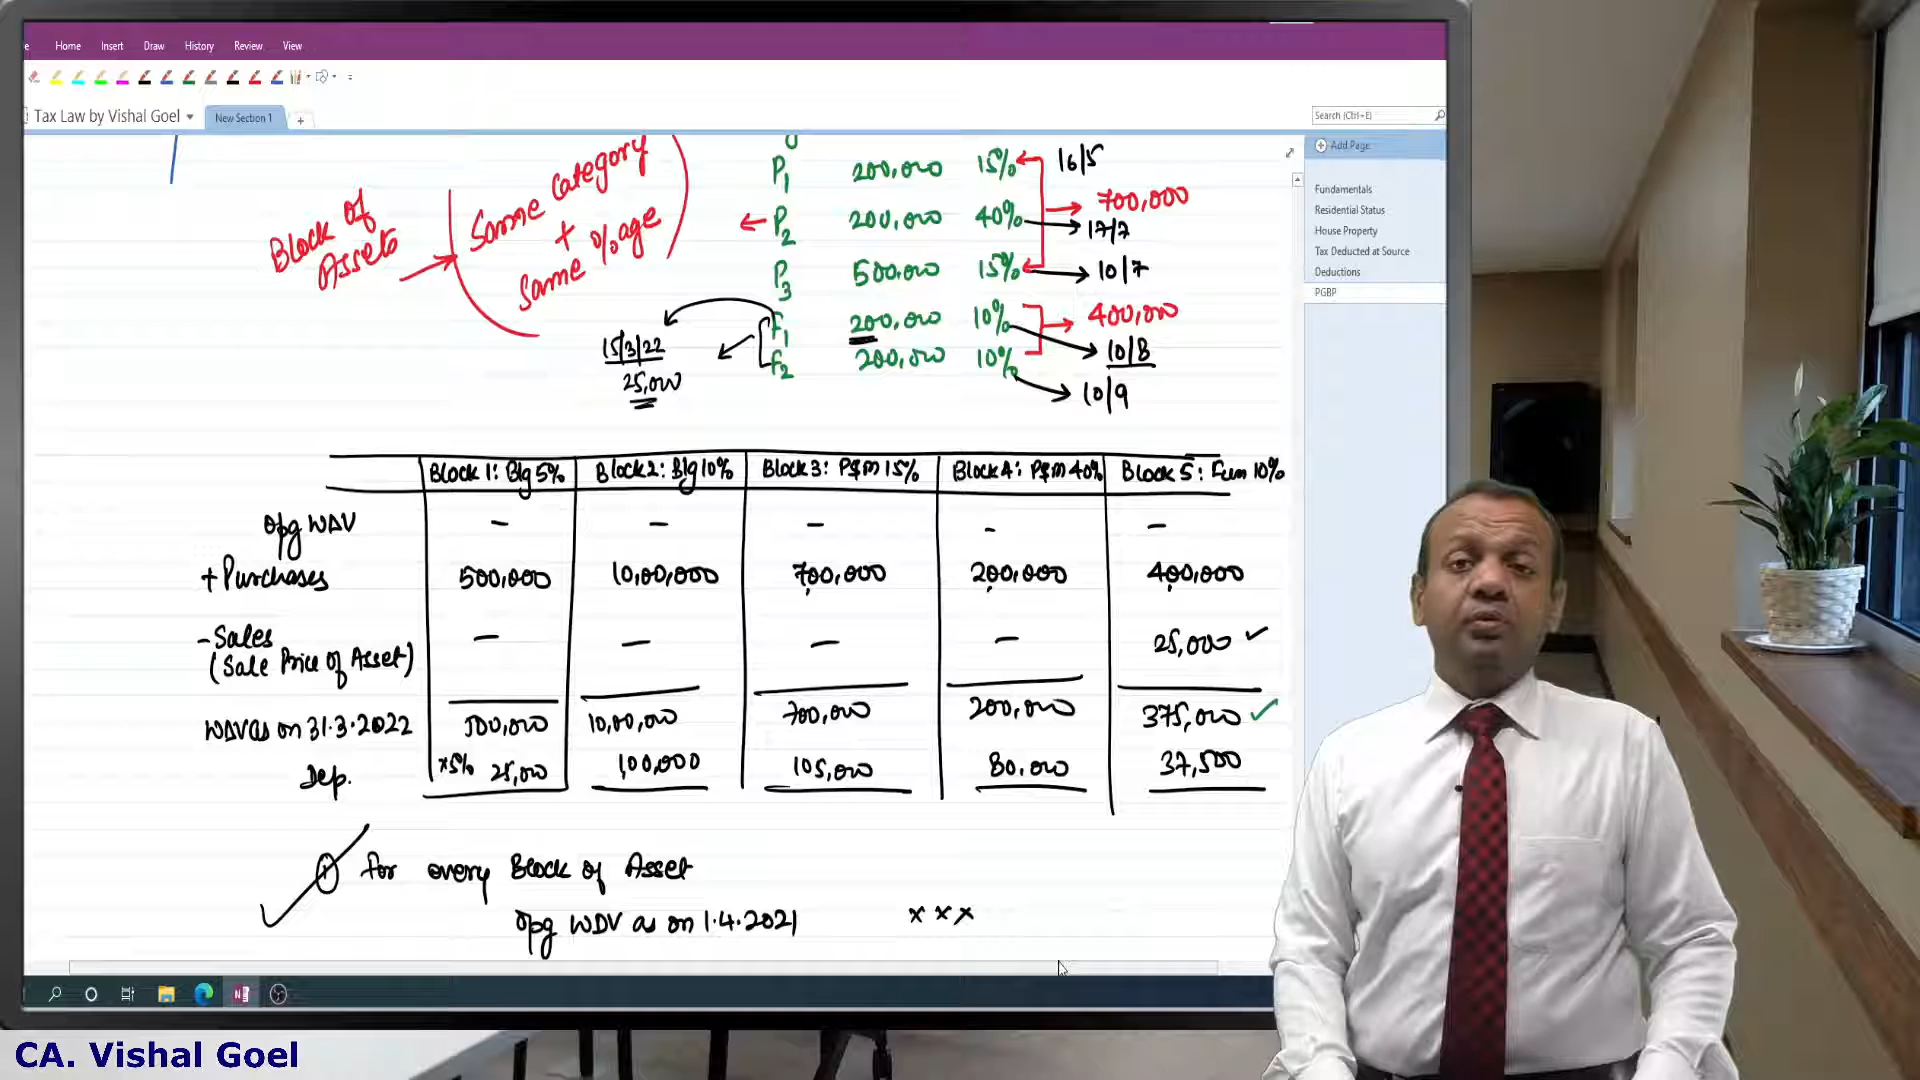 Home Insert Draw History Review View
Tax Law by Vishal Goel New Section 1 +
Search (Ctrl+E)
Add Page
Fundamentals
Residential Status
House Property
Tax Deducted at Source
Deductions
PGBP
Block of Assets
Same Category
+
Same %age
P1 200,000 15% 16/5
700,000
P2 200,000 40% 17/7
P3 500,000 15% 10/7
F1 200,000 10% 400,000
10/8
F2 200,000 10%
10/9
15/3/22
25,000
Block 1: Blg 5% Block 2: Blg 10% Block 3: P&M 15% Block 4: P&M 40% Block 5: Furn 10%
Opg WDV - - - - -
+ Purchases 500,000 10,00,000 700,000 200,000 400,000
- Sales - - - - 25,000 ✓
(Sale Price of Asset)
WDV as on 31.3.2022 500,000 10,00,000 700,000 200,000 375,000 ✓
Dep. x5% 25,000 1,00,000 105,000 80,000 37,500
① For every Block of Asset
Opg WDV as on 1.4.2021 x x x
CA. Vishal Goel